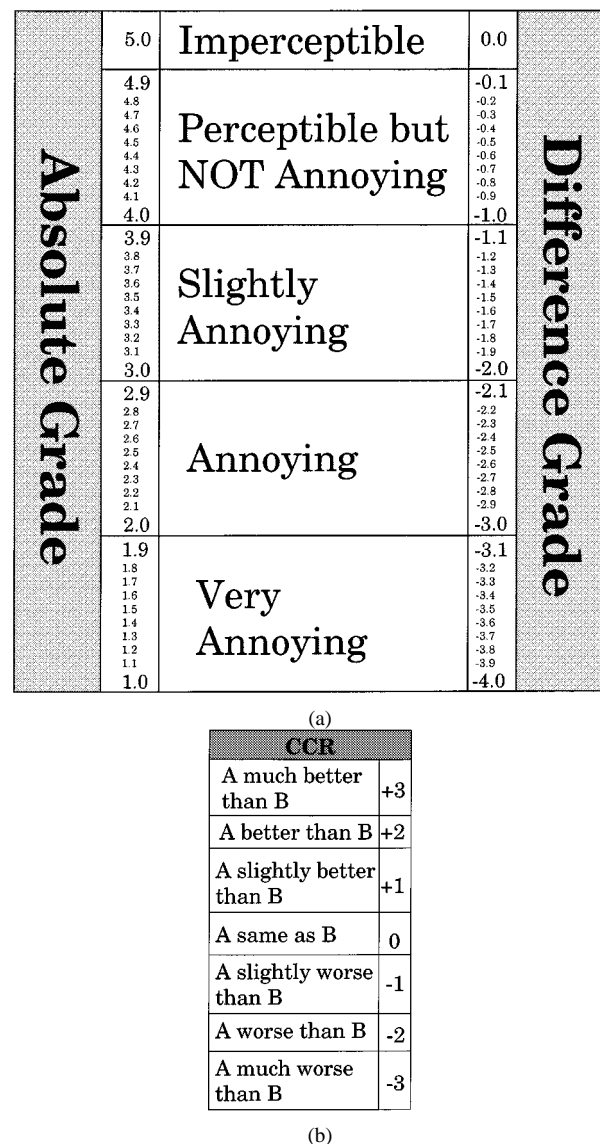 Absolute Grade
5.0 Imperceptible 0.0
4.9 -0.1
4.8 -0.2
4.7 -0.3
4.6 Perceptible but -0.4
4.5 -0.5
4.4 -0.6
4.3 NOT Annoying -0.7
4.2 -0.8
4.1 -0.9
4.0 -1.0
3.9 -1.1
3.8 -1.2
3.7 -1.3
3.6 Slightly -1.4
3.5 -1.5
3.4 -1.6
3.3 Annoying -1.7
3.2 -1.8
3.1 -1.9
3.0 -2.0
2.9 -2.1
2.8 -2.2
2.7 -2.3
2.6 -2.4
2.5 -2.5
2.4 Annoying -2.6
2.3 -2.7
2.2 -2.8
2.1 -2.9
2.0 -3.0
1.9 -3.1
1.8 -3.2
1.7 -3.3
1.6 Very -3.4
1.5 -3.5
1.4 -3.6
1.3 Annoying -3.7
1.2 -3.8
1.1 -3.9
1.0 -4.0
Difference Grade
(a)
CCR
A much better
than B +3
A better than B +2
A slightly better
than B +1
A same as B 0
A slightly worse
than B -1
A worse than B -2
A much worse
than B -3
(b)